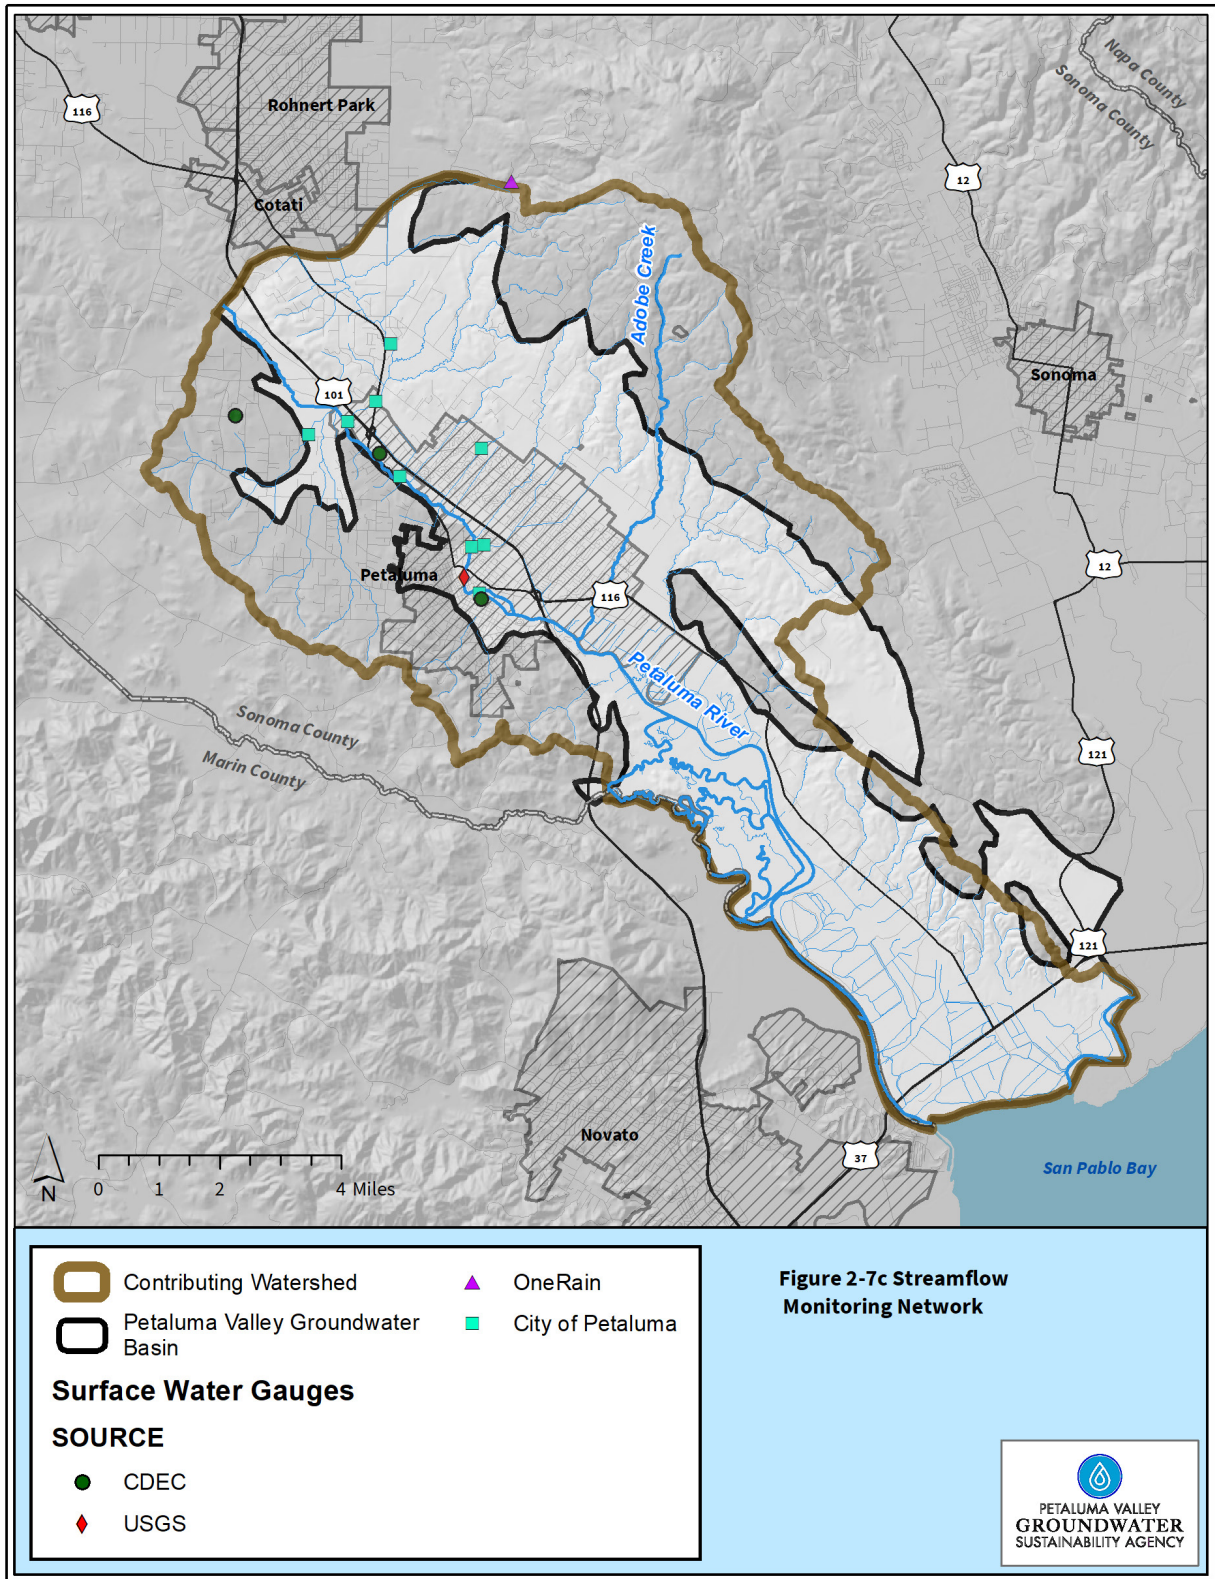 Napa County
Sonoma County
116
Rohnert Park
12
Cotati
Adobe Creek
Sonoma
101
12
Petaluma
116
Petaluma River
Sonoma County
Marin County
121
121
Novato
37
San Pablo Bay
N
0 1 2 4 Miles
Contributing Watershed
Petaluma Valley Groundwater
Basin
Surface Water Gauges
SOURCE
CDEC
USGS
OneRain
City of Petaluma
Figure 2-7c Streamflow
Monitoring Network
PETALUMA VALLEY
GROUNDWATER
SUSTAINABILITY AGENCY